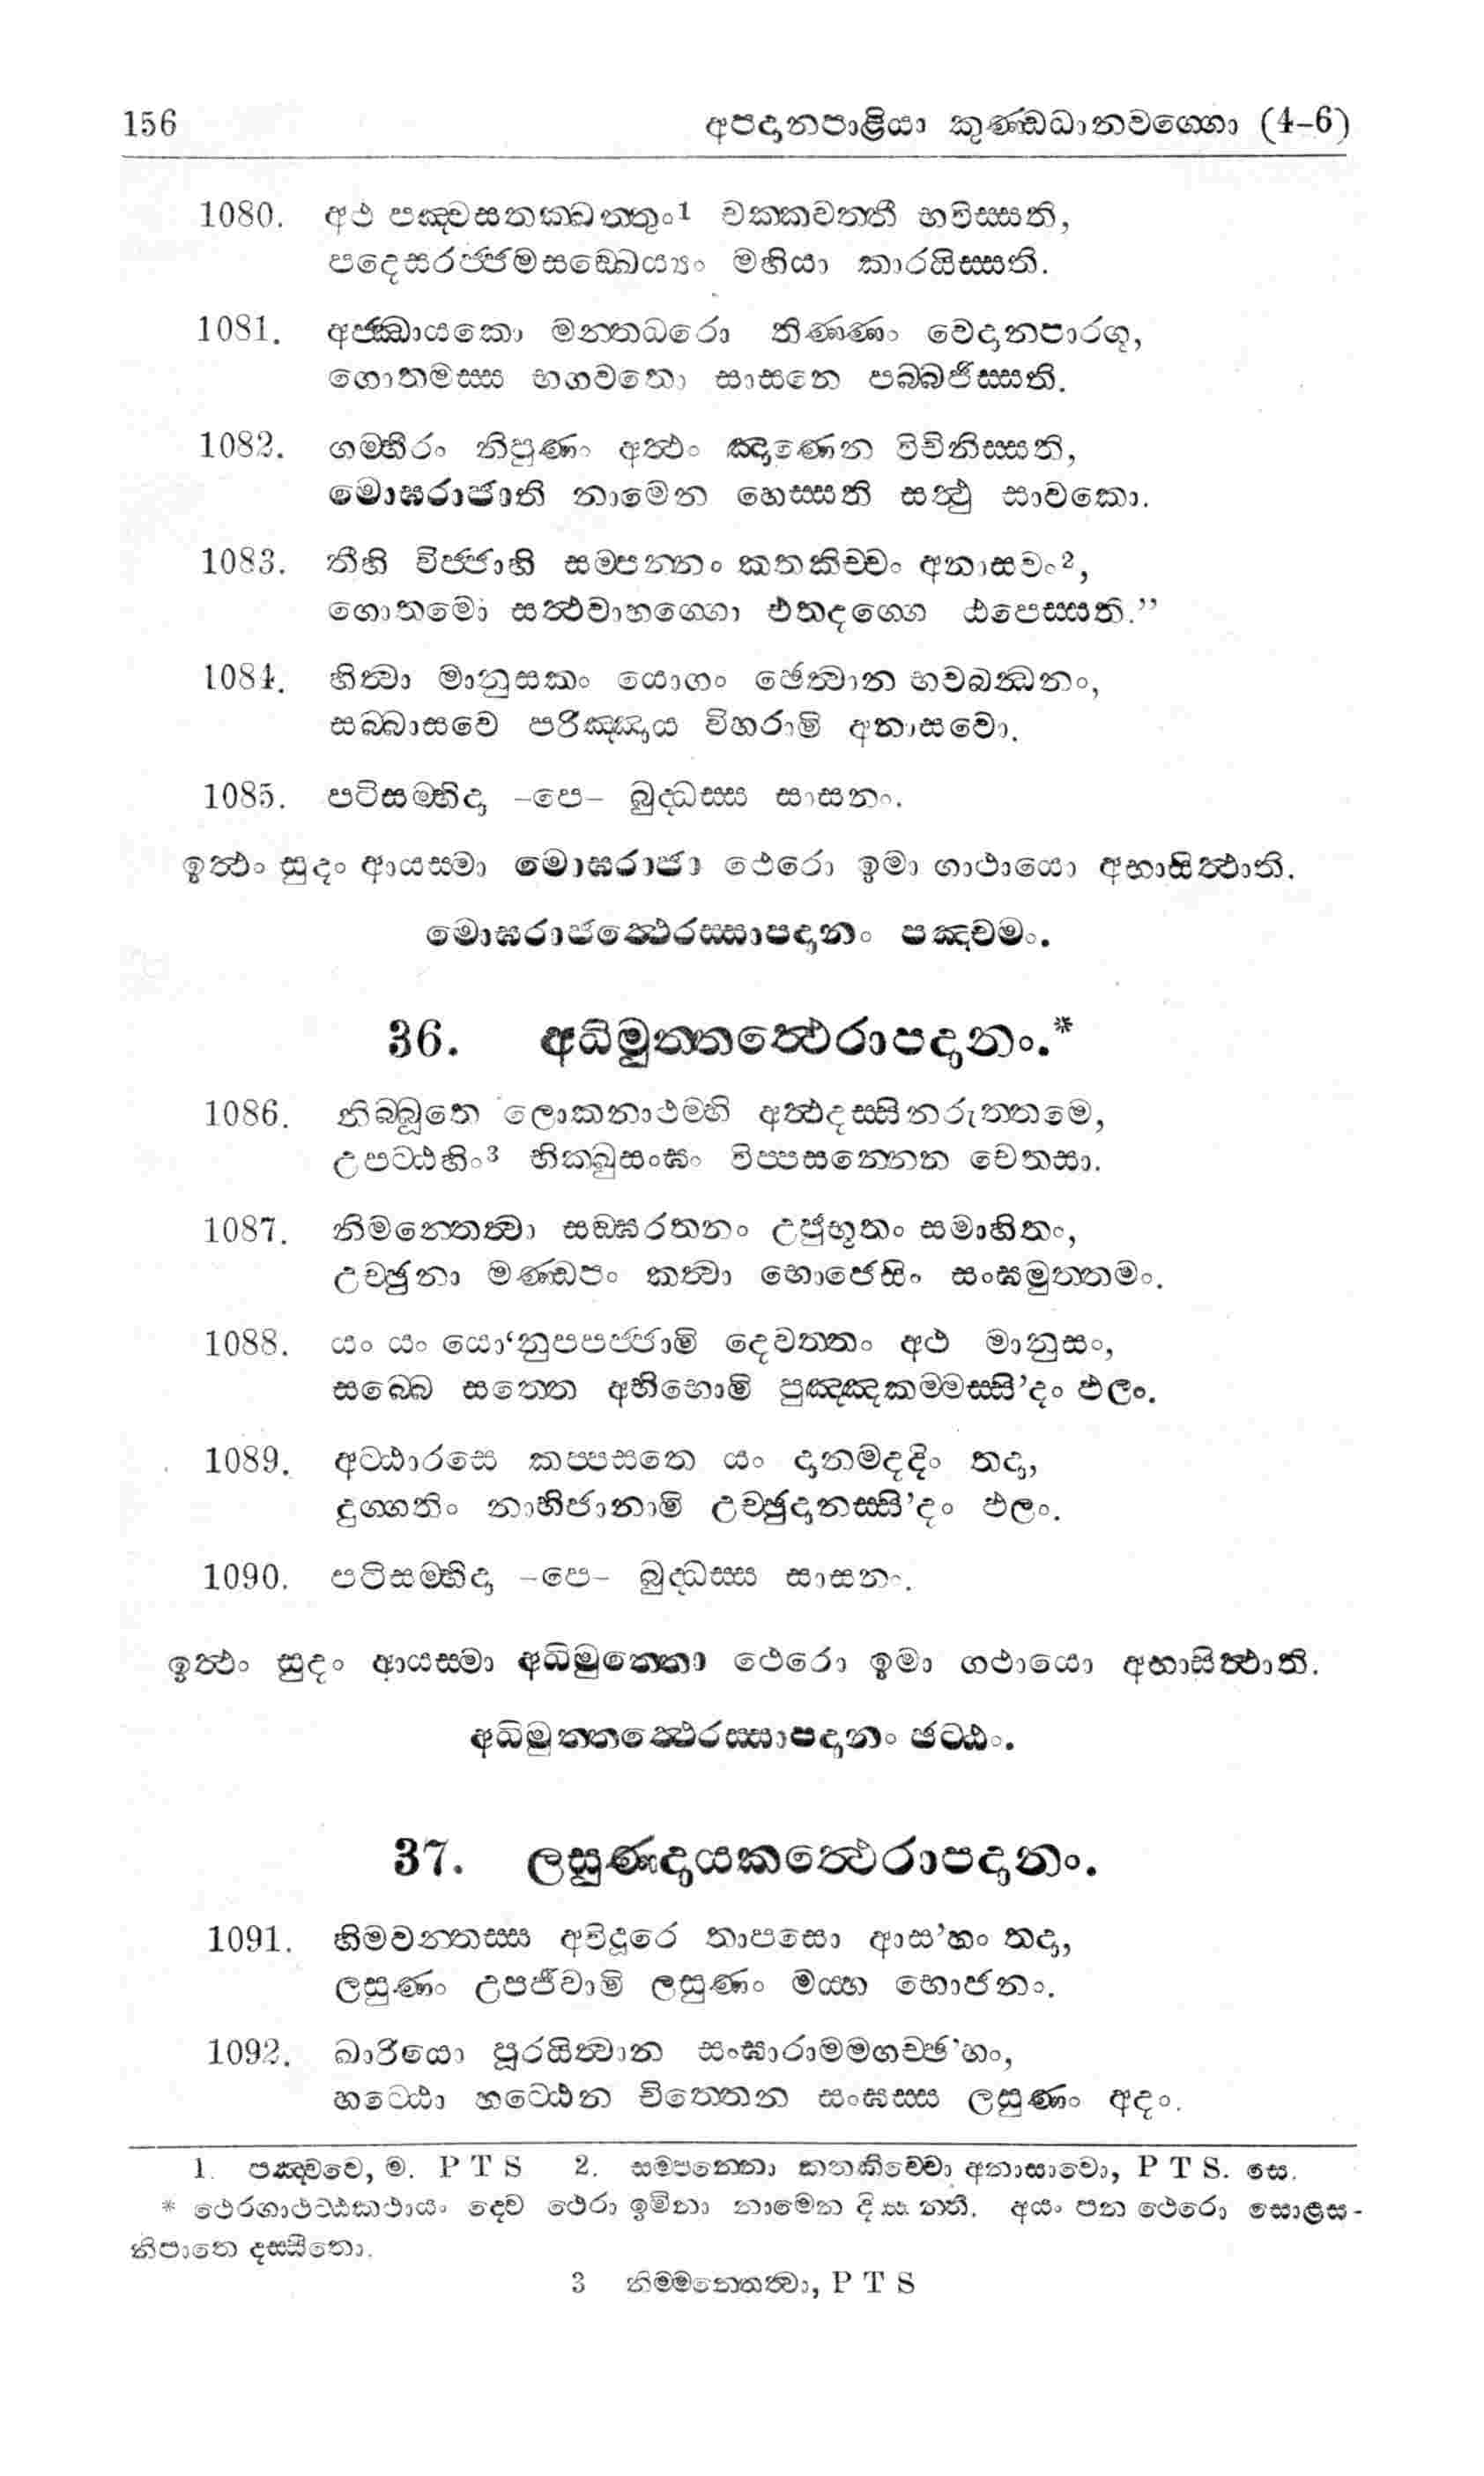 156 අපදානපාළියා කුණ්ඩධානවග්ගො (4-6)
1080. අථ පඤ්චසතක්ඛත්තුං1 චක්කවත්තී භවිස්සති,
පදෙසරජ්ජමසඞ්ඛෙය්‍යං මහියා කාරයිස්සති.
1081. අජ්ඣායකො මන්තධරො තිණ්ණං වෙදානපාරගූ,
ගොතමස්ස භගවතො සාසනෙ පබ්බජිස්සති.
1082. ගම්භීරං නිපුණං අත්ථං ඤාණෙන විචිනිස්සති,
මොඝරාජාති නාමෙන හෙස්සති සත්ථු සාවකො.
1083. තීහි විජ්ජාහි සම්පන්නං කතකිච්චං අනාසවං2,
ගොතමො සත්ථවාහග්ගො එතදග්ගෙ ඨපෙස්සති.”
1084. හිත්වා මානුසකං යොගං ඡෙත්වාන භවබන්ධනං,
සබ්බාසවෙ පරිඤ්ඤාය විහරාමි අනාසවො.
1085. පටිසම්භිදා -පෙ- බුද්ධස්ස සාසනං.
ඉත්ථං සුදං ආයස්මා මොඝරාජා ථෙරො ඉමා ගාථායො අභාසිත්ථාති.
මොඝරාජත්ථෙරස්සාපදානං පඤ්චමං.
36. අධිමුත්තත්ථෙරාපදානං.*
1086. නිබ්බූතෙ ලොකනාථම්හි අත්ථදස්සිනරුත්තමෙ,
උපට්ඨහිං3 භික්ඛුසංඝං විප්පසන්නෙන චෙතසා.
1087. නිමන්තෙත්වා සඞ්ඝරතනං උජුභූතං සමාහිතං,
උච්ඡුනා මණ්ඩපං කත්වා භොජෙසිං සංඝමුත්තමං.
1088. යං යං යො‘නුපපජ්ජාමි දෙවත්තං අථ මානුසං,
සබ්බෙ සත්තෙ අභිභොමි පුඤ්ඤකම්මස්සි’දං ඵලං.
1089. අට්ඨාරසෙ කප්පසතෙ යං දානමදදිං තදා,
දුග්ගතිං නාභිජානාමි උච්ඡුදානස්සි’දං ඵලං.
1090. පටිසම්භිදා -පෙ- බුද්ධස්ස සාසනං.
ඉත්ථං සුදං ආයස්මා අධිමුත්තො ථෙරො ඉමා ගථායො අභාසිත්ථාති.
අධිමුත්තත්ථෙරස්සාපදානං ඡට්ඨං.
37. ලසුණදායකත්ථෙරාපදානං.
1091. හිමවන්තස්ස අවිදූරෙ තාපසො ආස’හං තදා,
ලසුණං උපජීවාමි ලසුණං මය්හ භොජනං.
1092. ඛාරියො පූරයිත්වාන සංඝාරාමමගච්ඡ’හං,
හට්ඨො හට්ඨෙන චිත්තෙන සංඝස්ස ලසුණං අදං.
1. පඤ්චචෙ, ම. P T S 2. සම්පන්නො කතකිච්චො අනාසාවො, P T S. සෙ.
* ථෙරගාථට්ඨකථායං ද්වෙ ථෙරා ඉමිනා නාමෙන දිස්සන්ති. අයං පන ථෙරො සොළස-
නිපාතෙ දස්සිතො.
3 නිම්මන්තෙත්වා, P T S